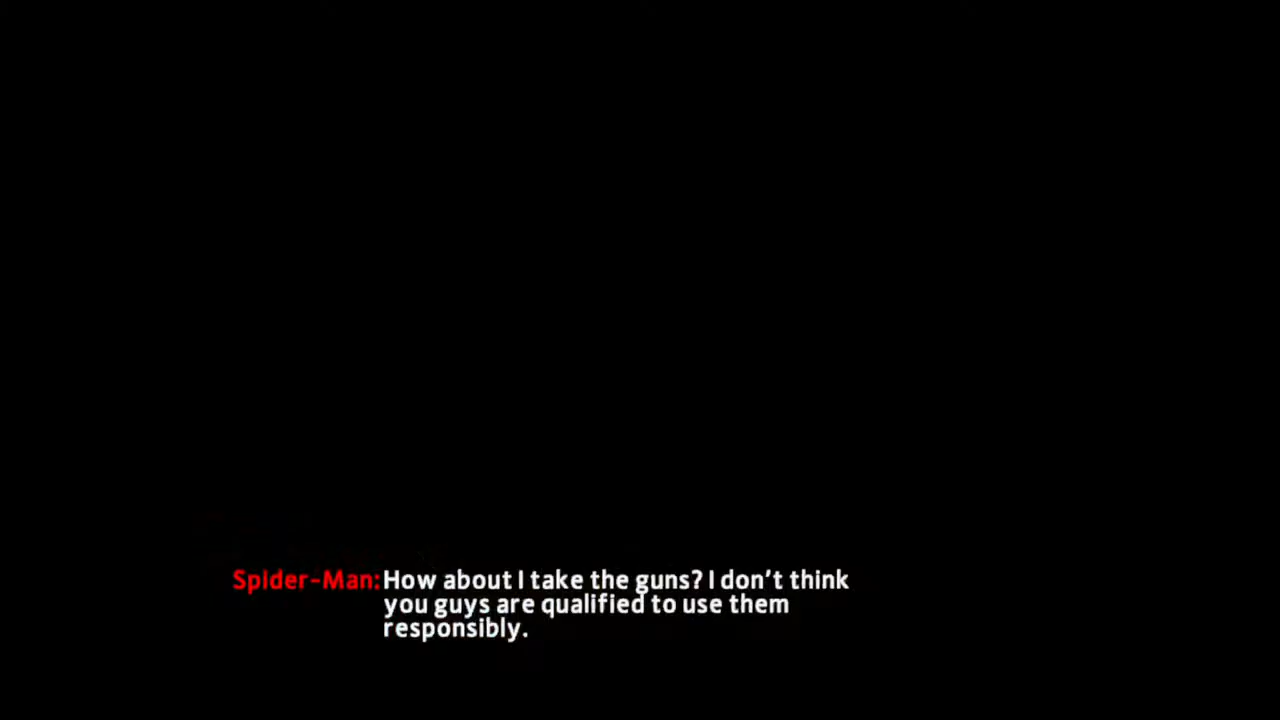 Spider-Man: How about I take the guns? I don't think
you guys are qualified to use them
responsibly.